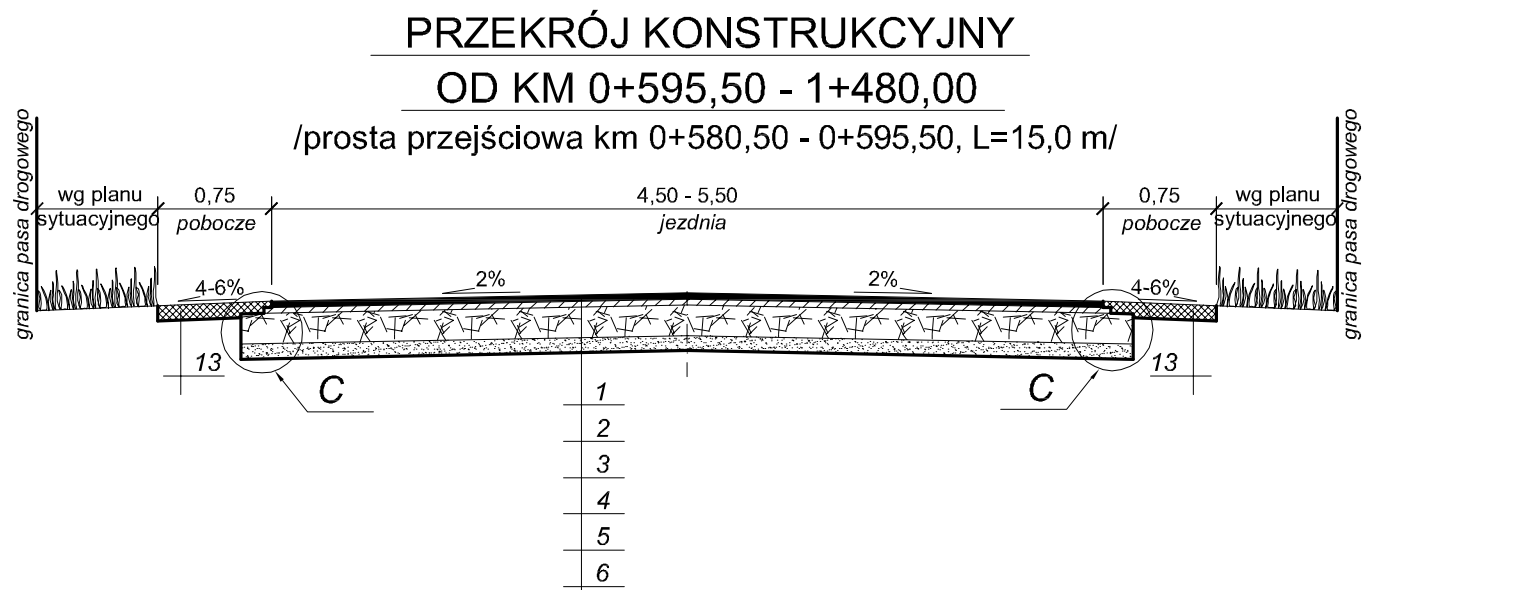 PRZEKRÓJ KONSTRUKCYJNY
OD KM 0+595,50 - 1+480,00
/prosta przejściowa km 0+580,50 - 0+595,50, L=15,0 m/
granica pasa drogowego
wg planu
sytuacyjnego
0,75
pobocze
4,50 - 5,50
jezdnia
0,75
pobocze
wg planu
sytuacyjnego
granica pasa drogowego
4-6%
2%
2%
4-6%
13
C
C
13
1
2
3
4
5
6